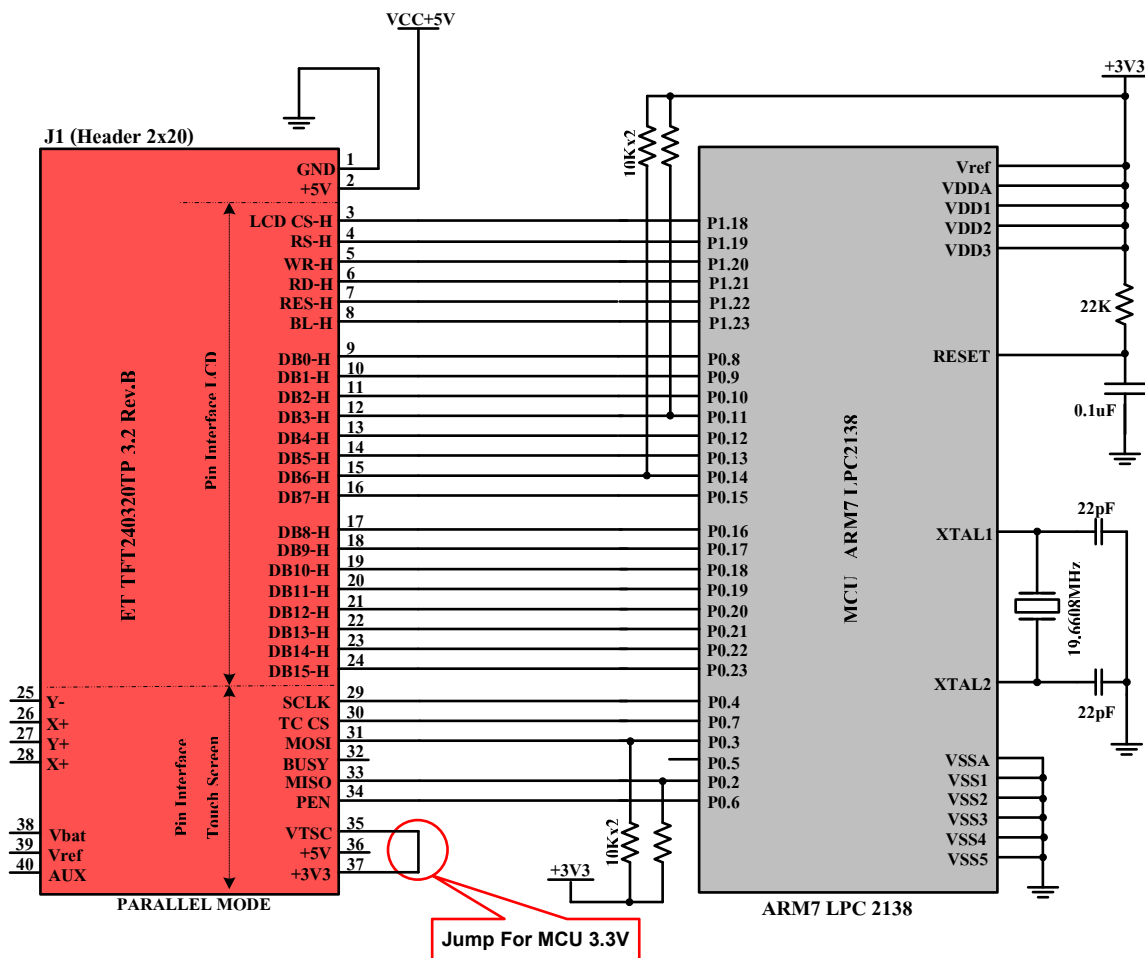 VCC+5V
+3V3
J1 (Header 2x20)
10Kx2
GND 1
+5V 2
LCD CS-H 3
RS-H 4
WR-H 5
RD-H 6
RES-H 7
BL-H 8
DB0-H 9
DB1-H 10
DB2-H 11
DB3-H 12
DB4-H 13
DB5-H 14
DB6-H 15
DB7-H 16
DB8-H 17
DB9-H 18
DB10-H 19
DB11-H 20
DB12-H 21
DB13-H 22
DB14-H 23
DB15-H 24
SCLK 29
TC CS 30
MOSI 31
BUSY 32
MISO 33
PEN 34
VTSC 35
+5V 36
+3V3 37
25 Y-
26 X+
27 Y+
28 X+
38 Vbat
39 Vref
40 AUX
ET TFT240320TP 3.2 Rev.B
Pin Interface LCD
Pin Interface
Touch Screen
PARALLEL MODE
P1.18
P1.19
P1.20
P1.21
P1.22
P1.23
P0.8
P0.9
P0.10
P0.11
P0.12
P0.13
P0.14
P0.15
P0.16
P0.17
P0.18
P0.19
P0.20
P0.21
P0.22
P0.23
P0.4
P0.7
P0.3
P0.5
P0.2
P0.6
MCU ARM7 LPC2138
Vref
VDDA
VDD1
VDD2
VDD3
RESET
XTAL1
XTAL2
VSSA
VSS1
VSS2
VSS3
VSS4
VSS5
22K
0.1uF
22pF
19.6608MHz
22pF
10Kx2
+3V3
ARM7 LPC 2138
Jump For MCU 3.3V